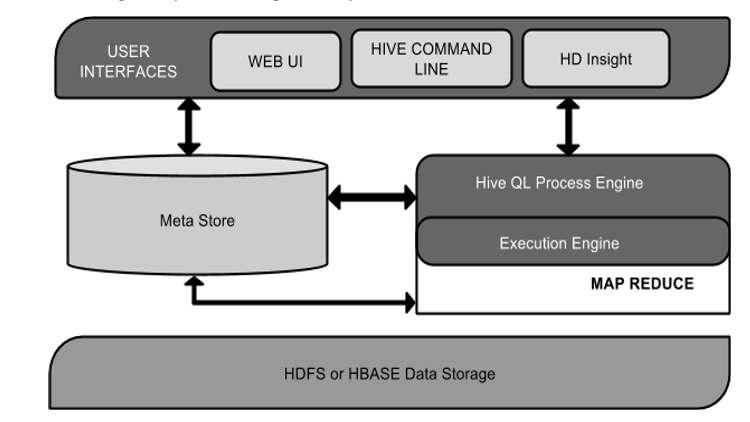 USER
INTERFACES
WEB UI
HIVE COMMAND
LINE
HD Insight
Meta Store
Hive QL Process Engine
Execution Engine
MAP REDUCE
HDFS or HBASE Data Storage